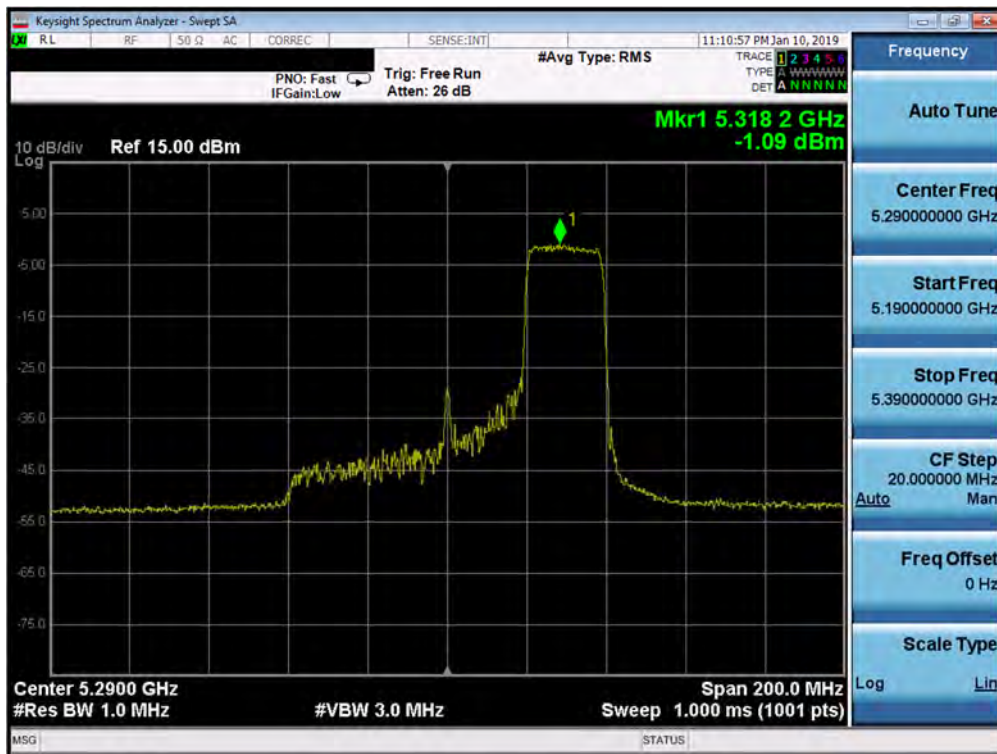 Keysight Spectrum Analyzer - Swept SA
LXI RL RF 50 Ω AC CORREC SENSE:INT 11:10:57 PM Jan 10, 2019
#Avg Type: RMS TRACE 1 2 3 4 5 6
PNO: Fast Trig: Free Run TYPE A WWWWW
IFGain:Low Atten: 26 dB DET A N N N N N
Mkr1 5.318 2 GHz
-1.09 dBm
10 dB/div Ref 15.00 dBm
Log
1
-5.00
-5.00
-15.0
-25.0
-35.0
-45.0
-55.0
-65.0
-75.0
Center 5.2900 GHz Span 200.0 MHz
#Res BW 1.0 MHz #VBW 3.0 MHz Sweep 1.000 ms (1001 pts)
MSG STATUS
Frequency
Auto Tune
Center Freq
5.290000000 GHz
Start Freq
5.190000000 GHz
Stop Freq
5.390000000 GHz
CF Step
20.000000 MHz
Auto Man
Freq Offset
0 Hz
Scale Type
Log Lin